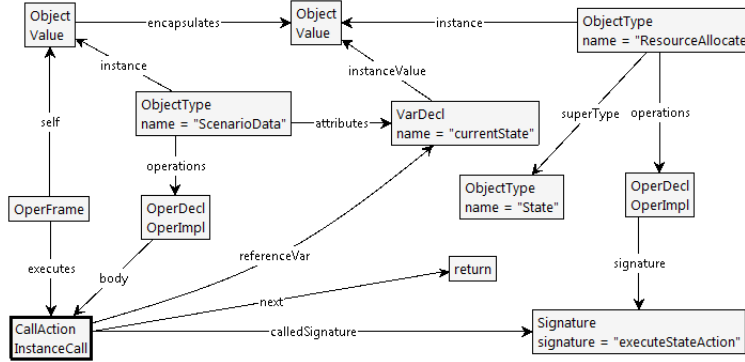 Object
Value
encapsulates
Object
Value
instance
ObjectType
name = "ResourceAllocate
instance
instanceValue
ObjectType
name = "ScenarioData"
attributes
VarDecl
name = "currentState"
superType
operations
self
operations
ObjectType
name = "State"
OperFrame
OperDecl
OperImpl
OperDecl
OperImpl
referenceVar
executes
body
return
signature
next
CallAction
InstanceCall
calledSignature
Signature
signature = "executeStateAction"